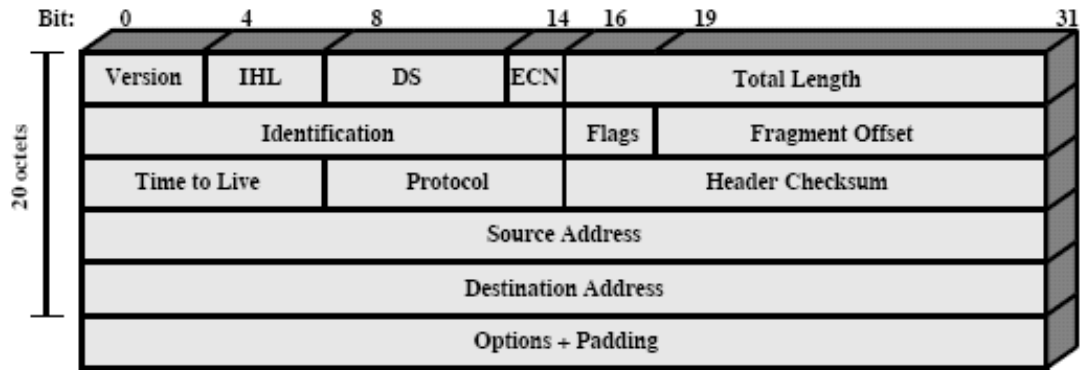 Bit: 0 4 8 14 16 19 31
Version IHL DS ECN Total Length
Identification Flags Fragment Offset
Time to Live Protocol Header Checksum
Source Address
Destination Address
Options + Padding
20 octets